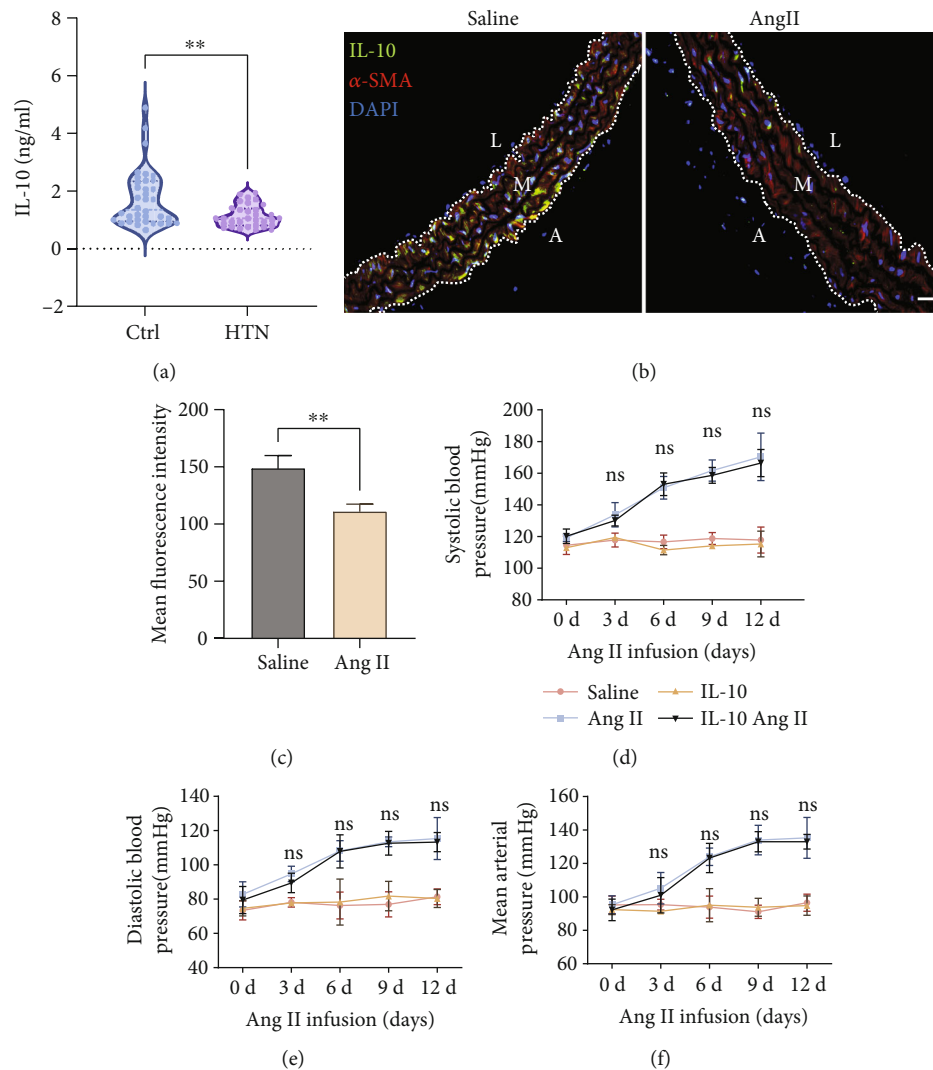 8
6
4
2
0
−2
IL-10 (ng/ml)
**
Ctrl
HTN
(a)
Saline
AngII
IL-10
α-SMA
DAPI
L
M
A
L
M
A
(b)
200
150
100
50
0
Mean fluorescence intensity
**
Saline
Ang II
(c)
200
180
160
140
120
100
80
Systolic blood
pressure(mmHg)
ns
ns
ns
ns
0 d 3 d 6 d 9 d 12 d
Ang II infusion (days)
Saline
IL-10
Ang II
IL-10 Ang II
(d)
140
120
100
80
60
40
Diastolic blood
pressure(mmHg)
ns
ns
ns
ns
0 d 3 d 6 d 9 d 12 d
Ang II infusion (days)
(e)
160
140
120
100
80
60
Mean arterial
pressure (mmHg)
ns
ns
ns
ns
0 d 3 d 6 d 9 d 12 d
Ang II infusion (days)
(f)